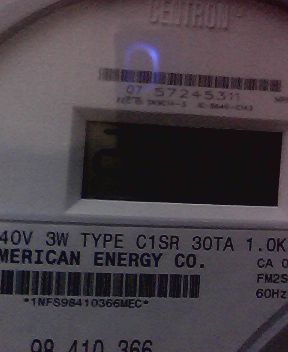 CENTRON
07 57245311
40V 3W TYPE C1SR 30TA 1.0K
MERICAN ENERGY CO.
CA 0
*1NFS98410366MEC*
FM2S
60Hz
98 410 366